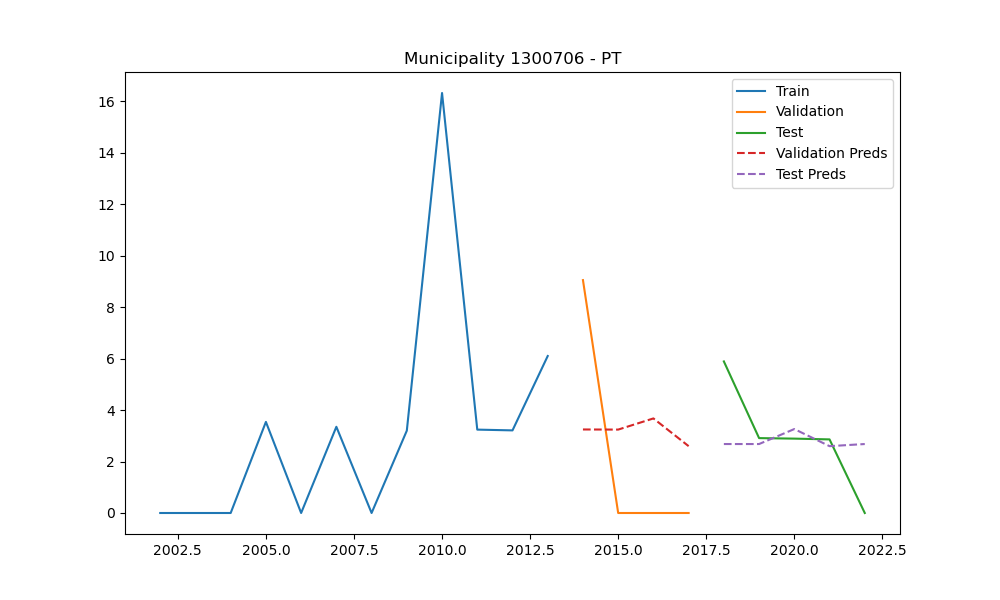 Municipality 1300706 - PT
Train
Validation
Test
Validation Preds
Test Preds
16
14
12
10
8
6
4
2
0
2002.5 2005.0 2007.5 2010.0 2012.5 2015.0 2017.5 2020.0 2022.5